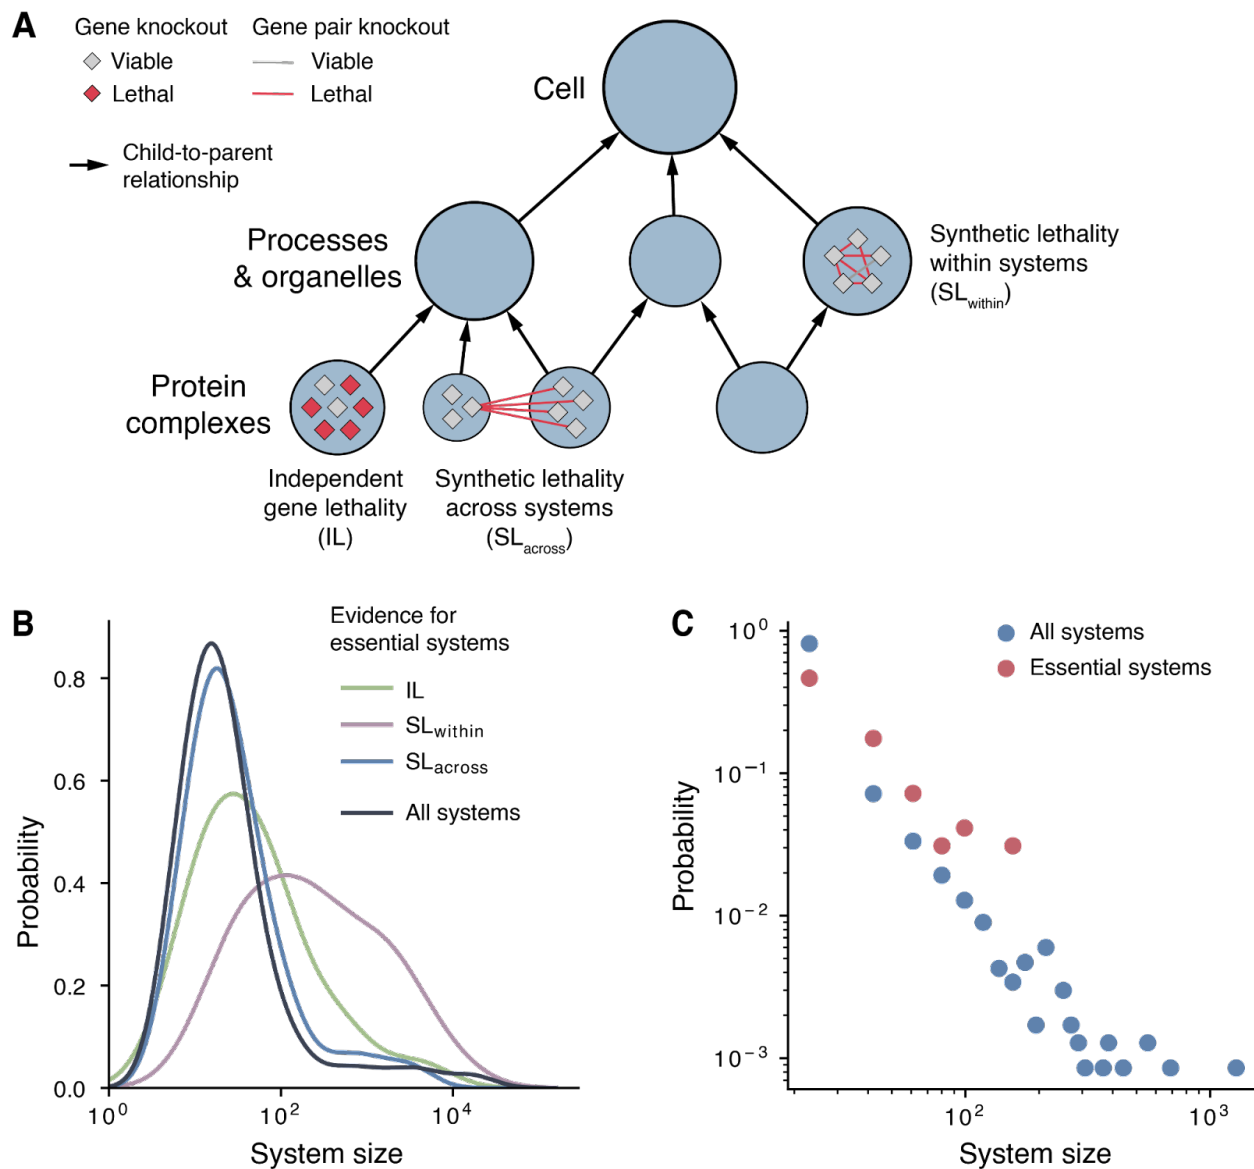 A
Gene knockout
Gene pair knockout
Viable
Viable
Lethal
Lethal
Child-to-parent
relationship
Cell
Processes
& organelles
Synthetic lethality
within systems
(SLwithin)
Protein
complexes
Independent
gene lethality
(IL)
Synthetic lethality
across systems
(SLacross)
B
Evidence for
essential systems
IL
SLwithin
SLacross
All systems
Probability
0.8
0.6
0.4
0.2
0.0
10^0
10^2
10^4
System size
C
All systems
Essential systems
Probability
10^0
10^−1
10^−2
10^−3
10^2
10^3
System size